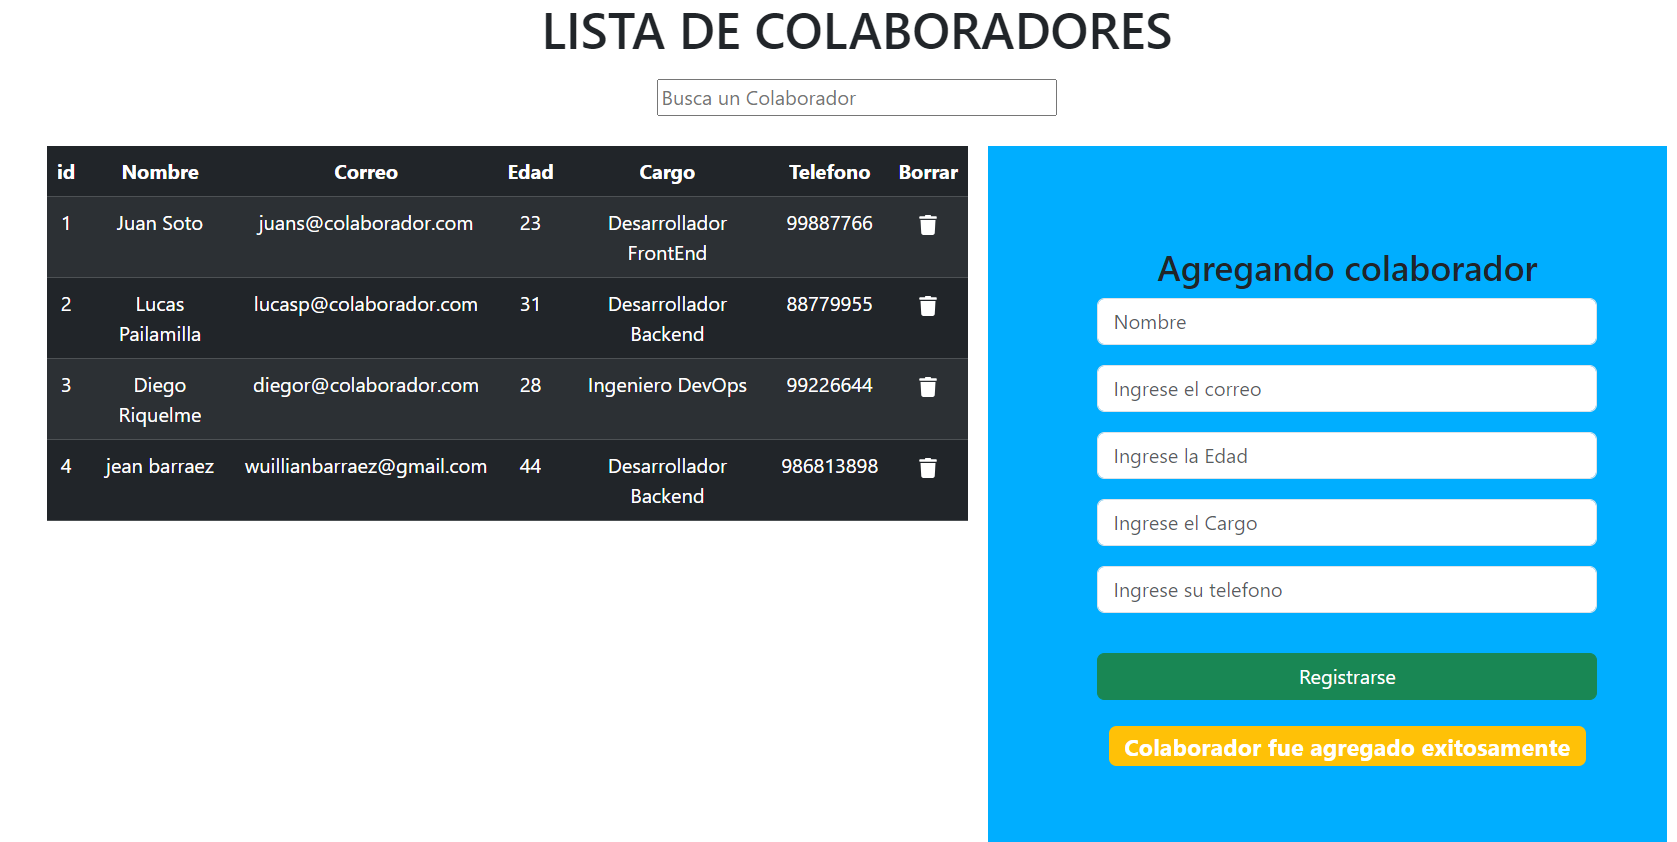 LISTA DE COLABORADORES
Busca un Colaborador
id Nombre Correo Edad Cargo Telefono Borrar
1 Juan Soto juans@colaborador.com 23 Desarrollador 99887766
FrontEnd
2 Lucas lucasp@colaborador.com 31 Desarrollador 88779955
Pailamilla Backend
3 Diego diegor@colaborador.com 28 Ingeniero DevOps 99226644
Riquelme
4 jean barraez wuillianbarraez@gmail.com 44 Desarrollador 986813898
Backend
Agregando colaborador
Nombre
Ingrese el correo
Ingrese la Edad
Ingrese el Cargo
Ingrese su telefono
Registrarse
Colaborador fue agregado exitosamente